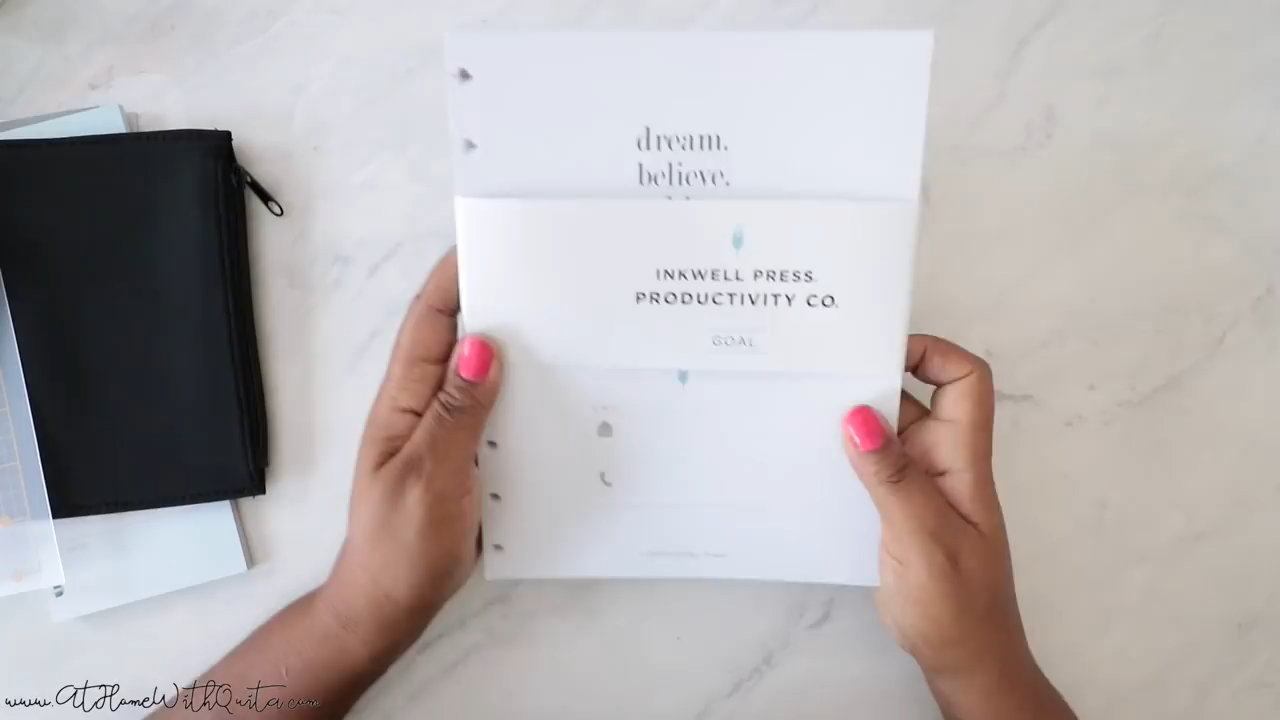 dream.
believe.
INKWELL PRESS.
PRODUCTIVITY CO.
GOAL
www.AtHomeWithQuita.com